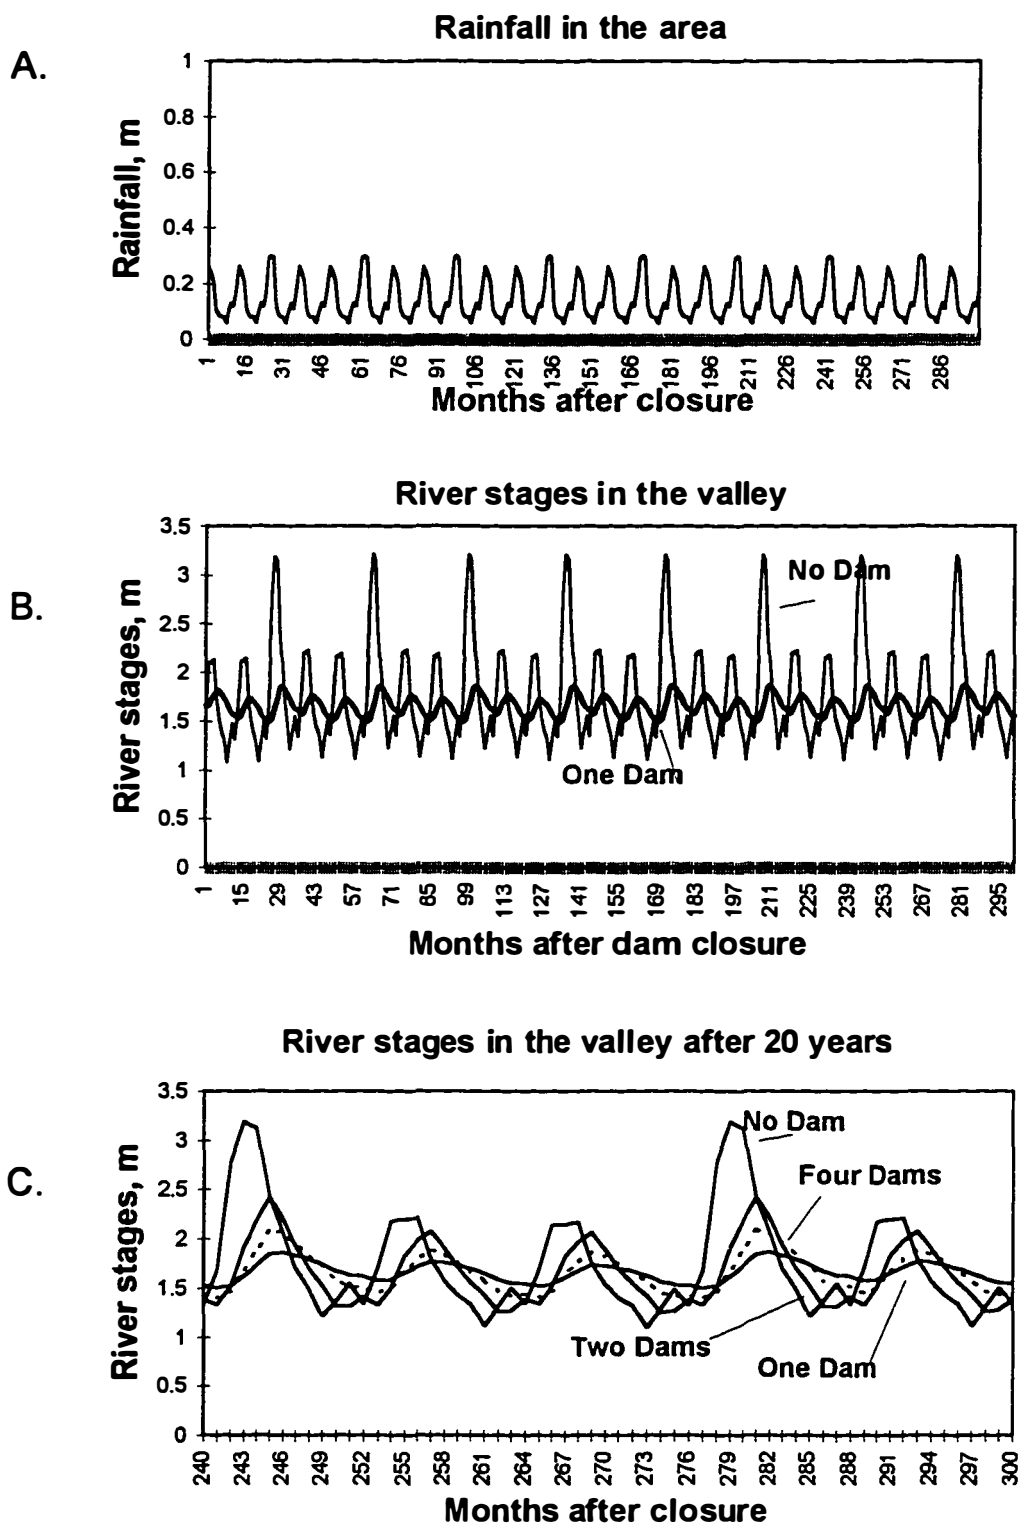 Rainfall in the area
A.
Rainfall, m
1
0.8
0.6
0.4
0.2
0
1 16 31 46 61 76 91 106 121 136 151 166 181 196 211 226 241 256 271 286
Months after closure
River stages in the valley
B.
River stages, m
3.5
3
2.5
2
1.5
1
0.5
0
No Dam
One Dam
1 15 29 43 57 71 85 99 113 127 141 155 169 183 197 211 225 239 253 267 281 295
Months after dam closure
River stages in the valley after 20 years
C.
River stages, m
3.5
3
2.5
2
1.5
1
0.5
0
No Dam
Four Dams
Two Dams
One Dam
240 243 246 249 252 255 258 261 264 267 270 273 276 279 282 285 288 291 294 297 300
Months after closure